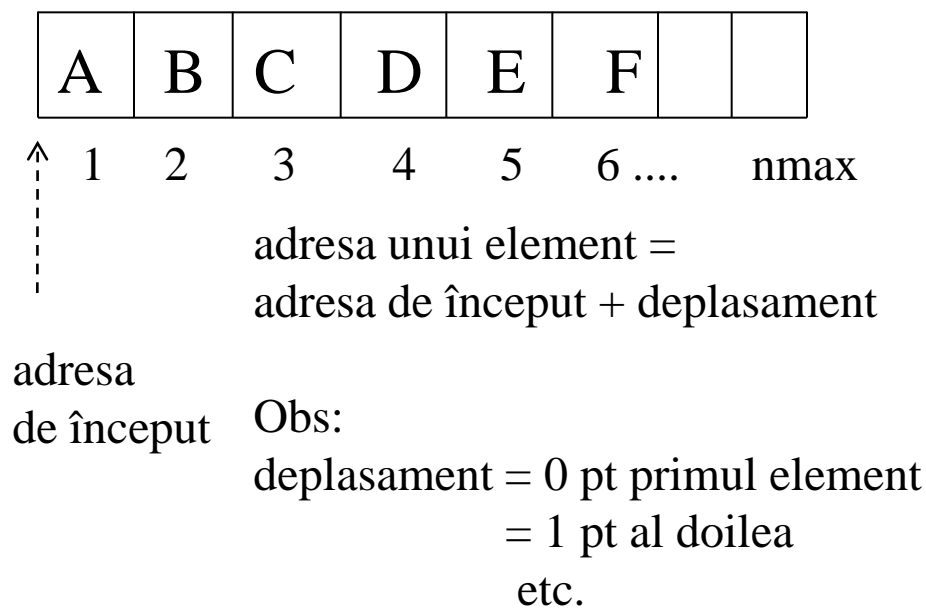 A B C D E F
1 2 3 4 5 6 .... nmax
adresa unui element =
adresa de început + deplasament
adresa
de început
Obs:
deplasament = 0 pt primul element
= 1 pt al doilea
etc.